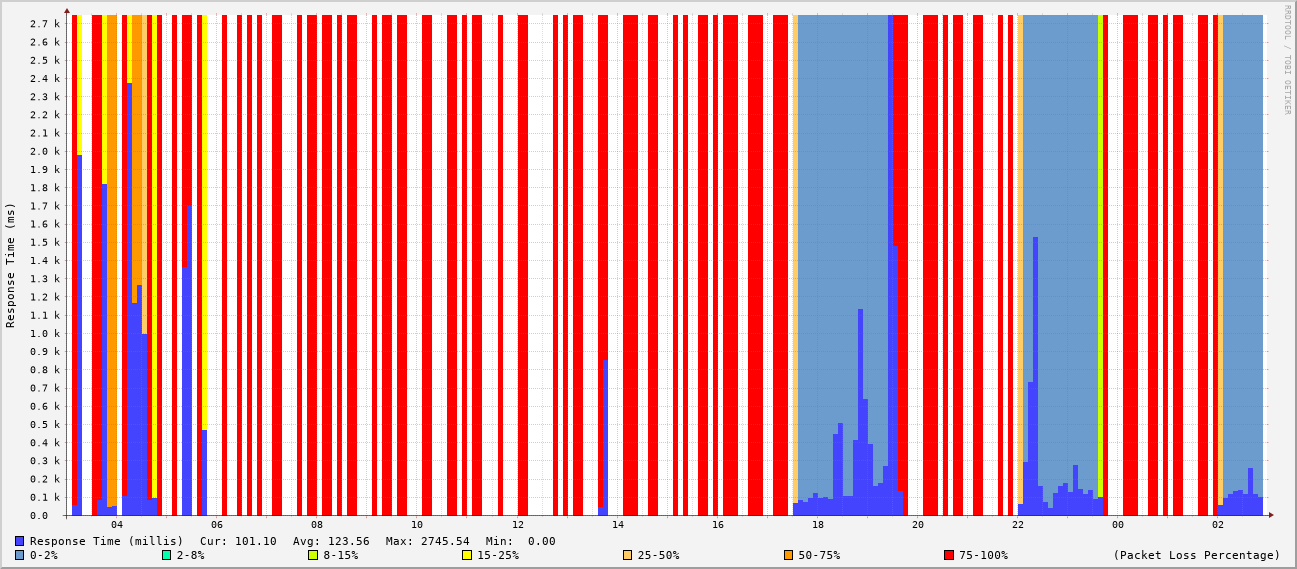 RRDTOOL / TOBI OETIKER
Response Time (ms)
2.7 k
2.6 k
2.5 k
2.4 k
2.3 k
2.2 k
2.1 k
2.0 k
1.9 k
1.8 k
1.7 k
1.6 k
1.5 k
1.4 k
1.3 k
1.2 k
1.1 k
1.0 k
0.9 k
0.8 k
0.7 k
0.6 k
0.5 k
0.4 k
0.3 k
0.2 k
0.1 k
0.0
04 06 08 10 12 14 16 18 20 22 00 02
Response Time (millis) Cur: 101.10 Avg: 123.56 Max: 2745.54 Min: 0.00
0-2% 2-8% 8-15% 15-25% 25-50% 50-75% 75-100% (Packet Loss Percentage)